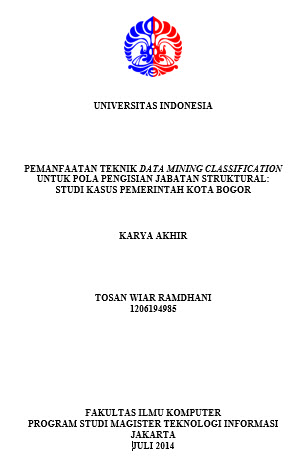 UNIVERSITAS INDONESIA
PEMANFAATAN TEKNIK DATA MINING CLASSIFICATION
UNTUK POLA PENGISIAN JABATAN STRUKTURAL:
STUDI KASUS PEMERINTAH KOTA BOGOR
KARYA AKHIR
TOSAN WIAR RAMDHANI
1206194985
FAKULTAS ILMU KOMPUTER
PROGRAM STUDI MAGISTER TEKNOLOGI INFORMASI
JAKARTA
JULI 2014